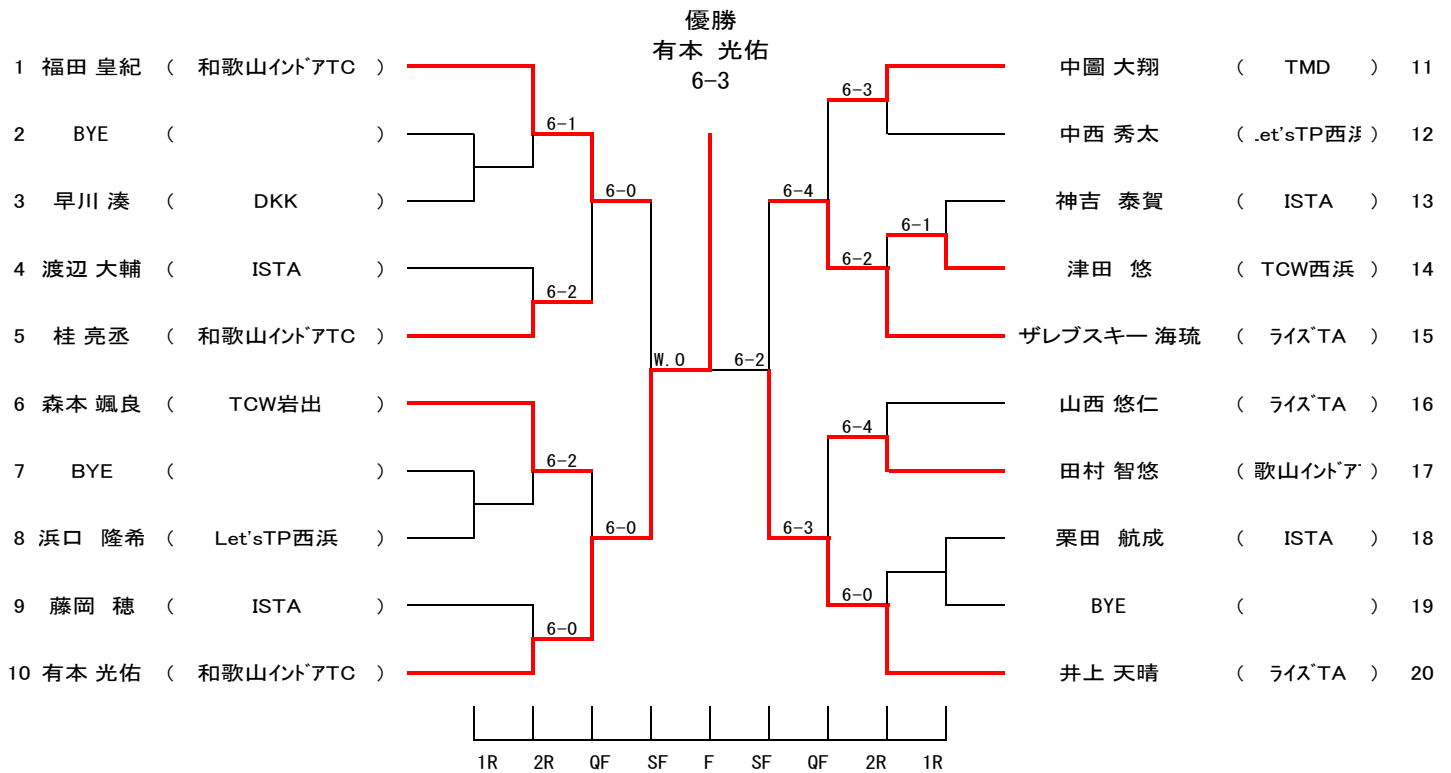 優勝
有本 光佑
6-3
1 福田 皇紀 ( 和歌山インドアTC )
2 BYE ( )
3 早川 湊 ( DKK )
4 渡辺 大輔 ( ISTA )
5 桂 亮丞 ( 和歌山インドアTC )
6 森本 颯良 ( TCW岩出 )
7 BYE ( )
8 浜口 隆希 ( Let'sTP西浜 )
9 藤岡 穂 ( ISTA )
10 有本 光佑 ( 和歌山インドアTC )
6-1
6-2
6-2
6-0
6-0
6-0
W.O
6-2
6-4
6-3
6-3
6-2
6-4
6-0
6-1
中圖 大翔 ( TMD ) 11
中西 秀太 ( et'sTP西浜 ) 12
神吉 泰賀 ( ISTA ) 13
津田 悠 ( TCW西浜 ) 14
ザレブスキー 海琉 ( ライズTA ) 15
山西 悠仁 ( ライズTA ) 16
田村 智悠 ( 歌山インドア ) 17
栗田 航成 ( ISTA ) 18
BYE ( ) 19
井上 天晴 ( ライズTA ) 20
1R 2R QF SF F SF QF 2R 1R